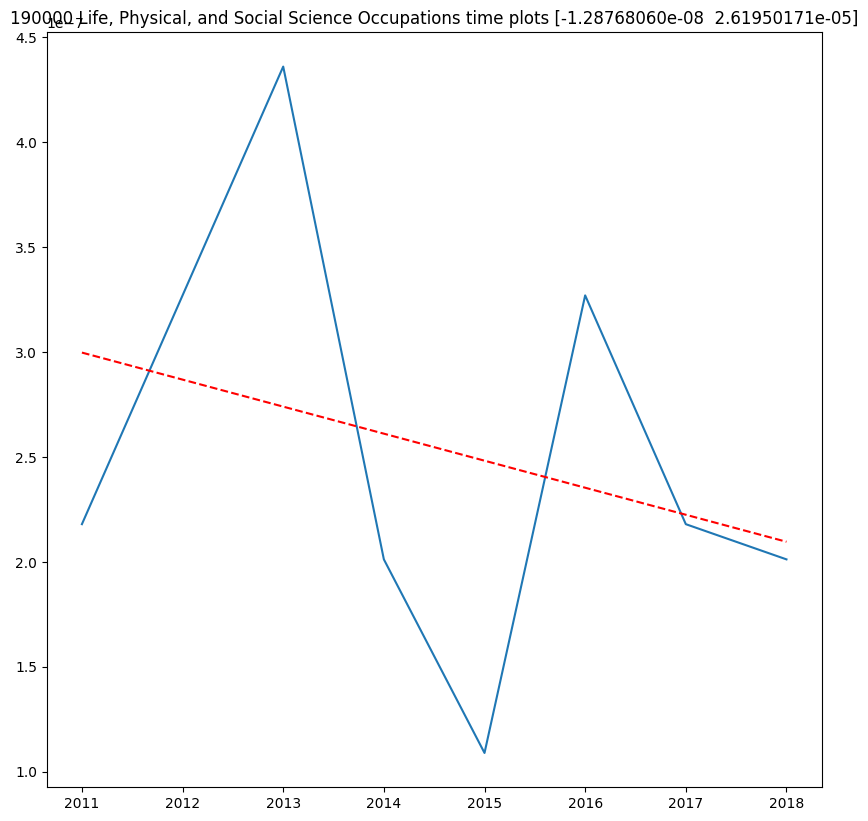 190000 Life, Physical, and Social Science Occupations time plots [-1.28768060e-08  2.61950171e-05]
1e−7
4.5
4.0
3.5
3.0
2.5
2.0
1.5
1.0
2011 2012 2013 2014 2015 2016 2017 2018